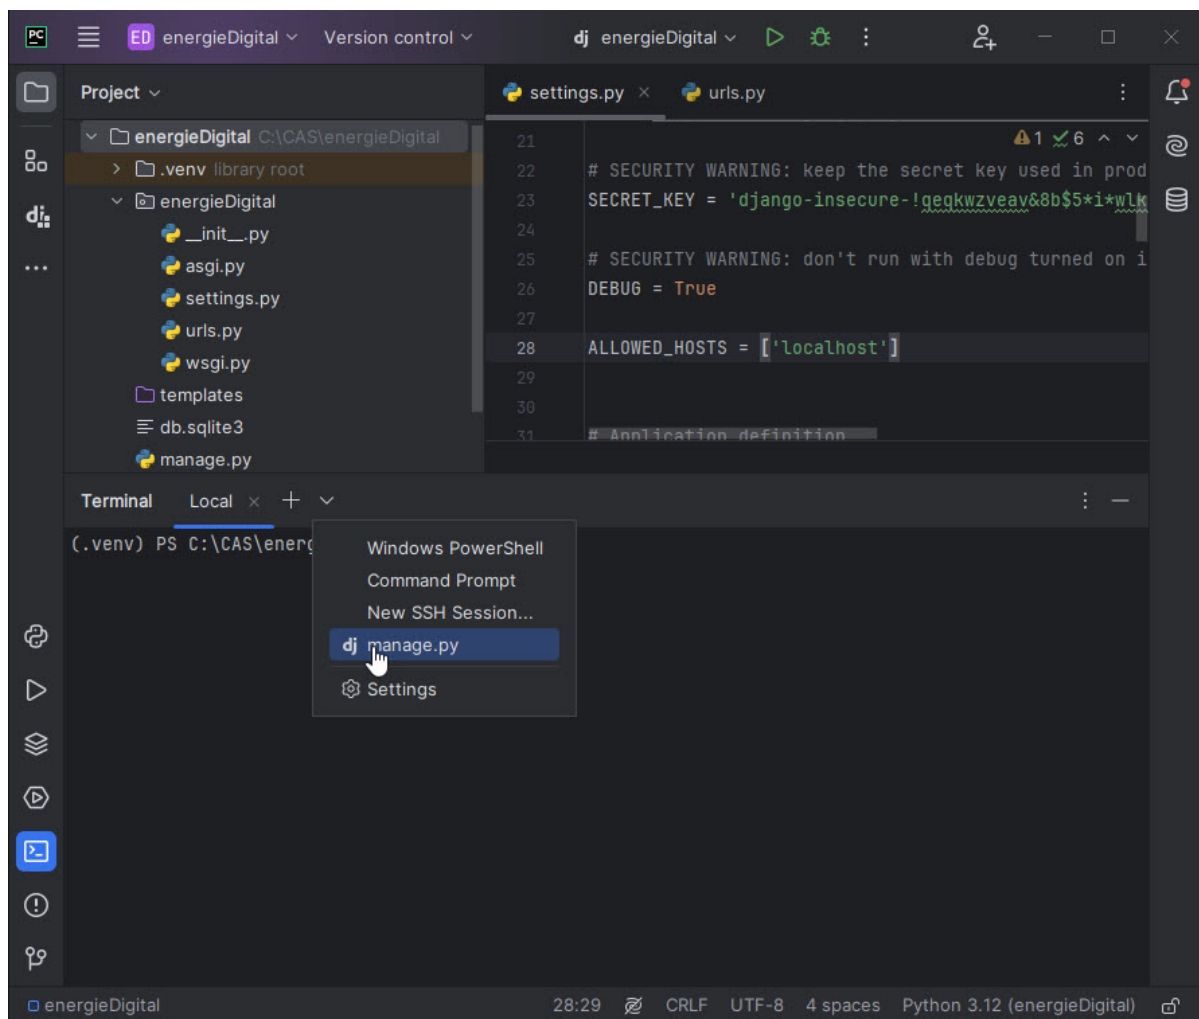 PC
ED energieDigital Version control dj energieDigital
Project
settings.py urls.py
energieDigital C:\CAS\energieDigital
.venv library root
energieDigital
__init__.py
asgi.py
settings.py
urls.py
wsgi.py
templates
db.sqlite3
manage.py
dj
1 6
21
22 # SECURITY WARNING: keep the secret key used in prod
23 SECRET_KEY = 'django-insecure-!qeqkwzveav&8b$5*i*wlk
24
25 # SECURITY WARNING: don't run with debug turned on i
26 DEBUG = True
27
28 ALLOWED_HOSTS = ['localhost']
29
30
31 # Application definition
Terminal Local
(.venv) PS C:\CAS\energ
Windows PowerShell
Command Prompt
New SSH Session...
dj manage.py
Settings
energieDigital 28:29 CRLF UTF-8 4 spaces Python 3.12 (energieDigital)